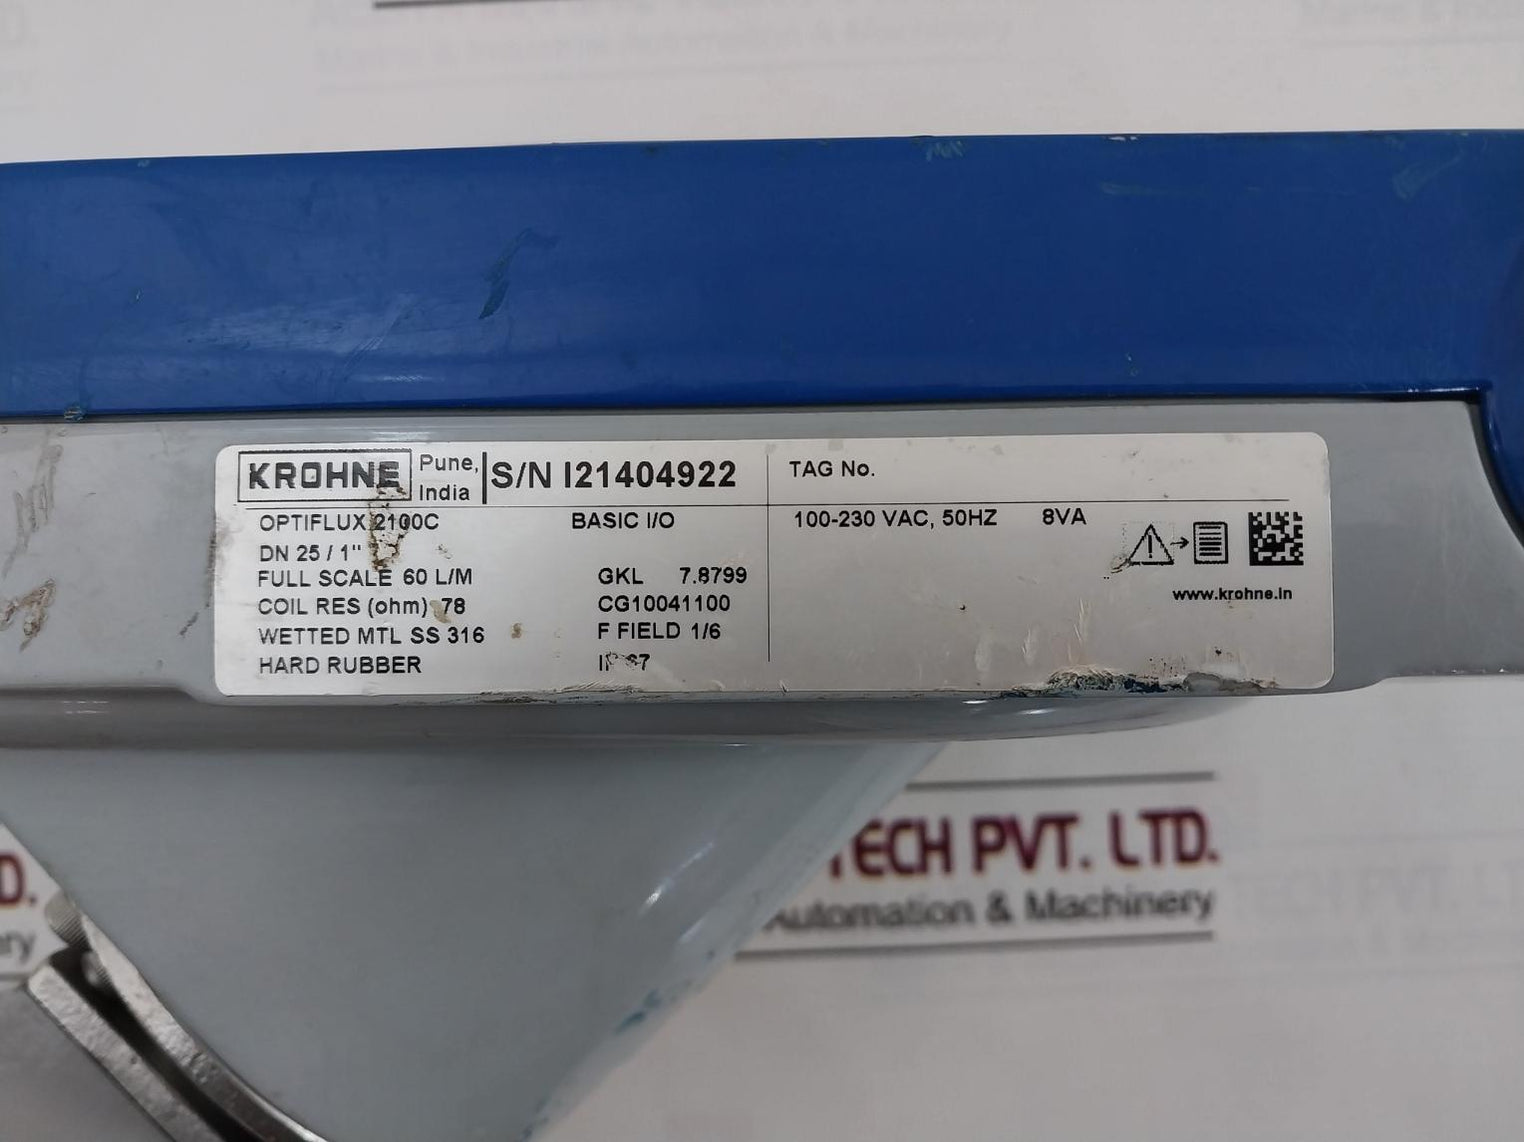 KROHNE Pune, India S/N I21404922 TAG No.
OPTIFLUX 2100C BASIC I/O 100-230 VAC, 50HZ 8VA
DN 25 / 1"
FULL SCALE 60 L/M GKL 7.8799
www.krohne.in
COIL RES (ohm) 78 CG10041100
WETTED MTL SS 316 F FIELD 1/6
HARD RUBBER IP 67
TECH PVT. LTD.
Automation & Machinery